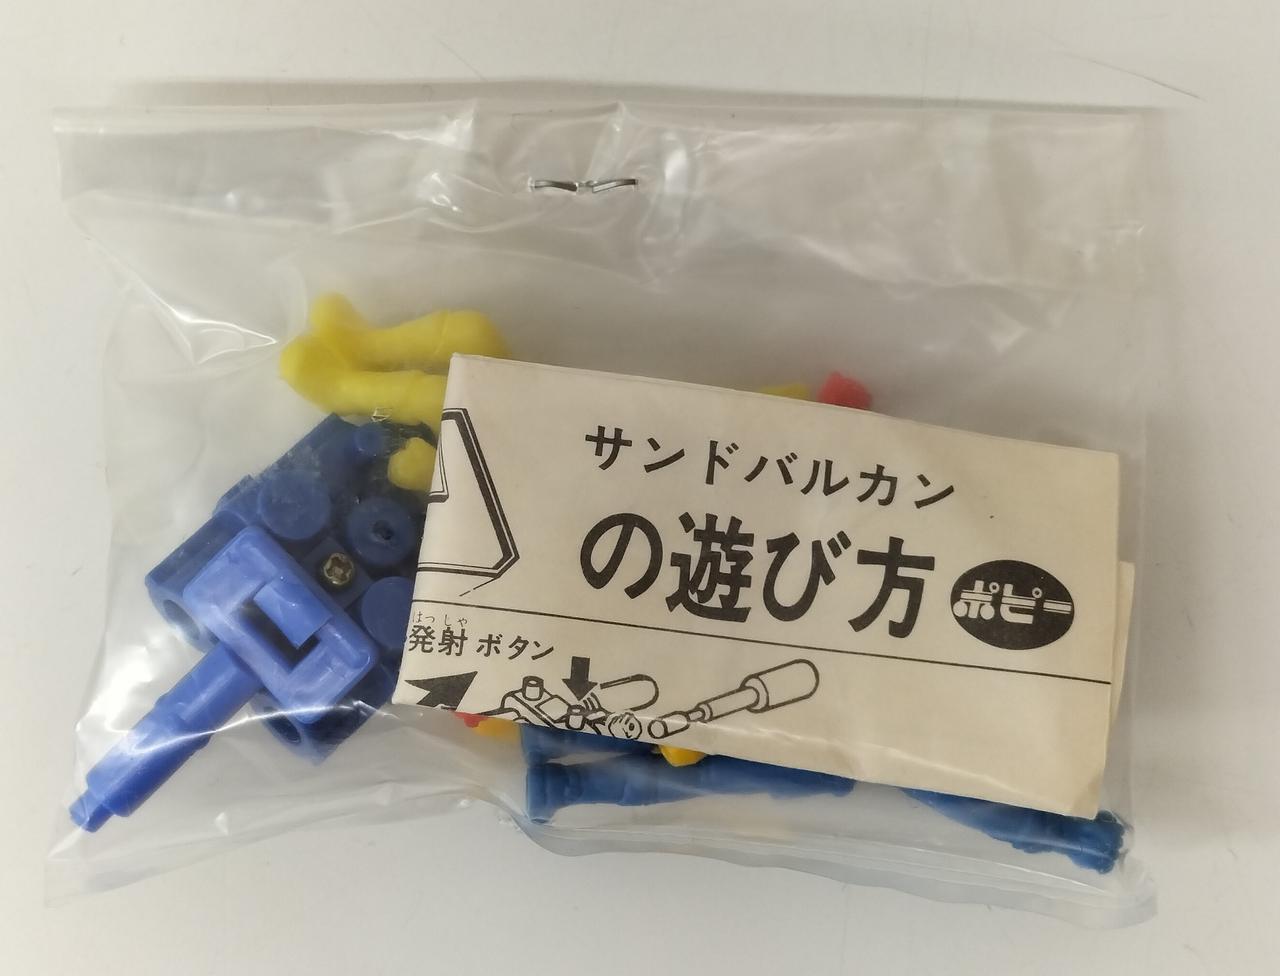 サンドバルカン
の遊び方
ポピー
はっしゃ
発射ボタン